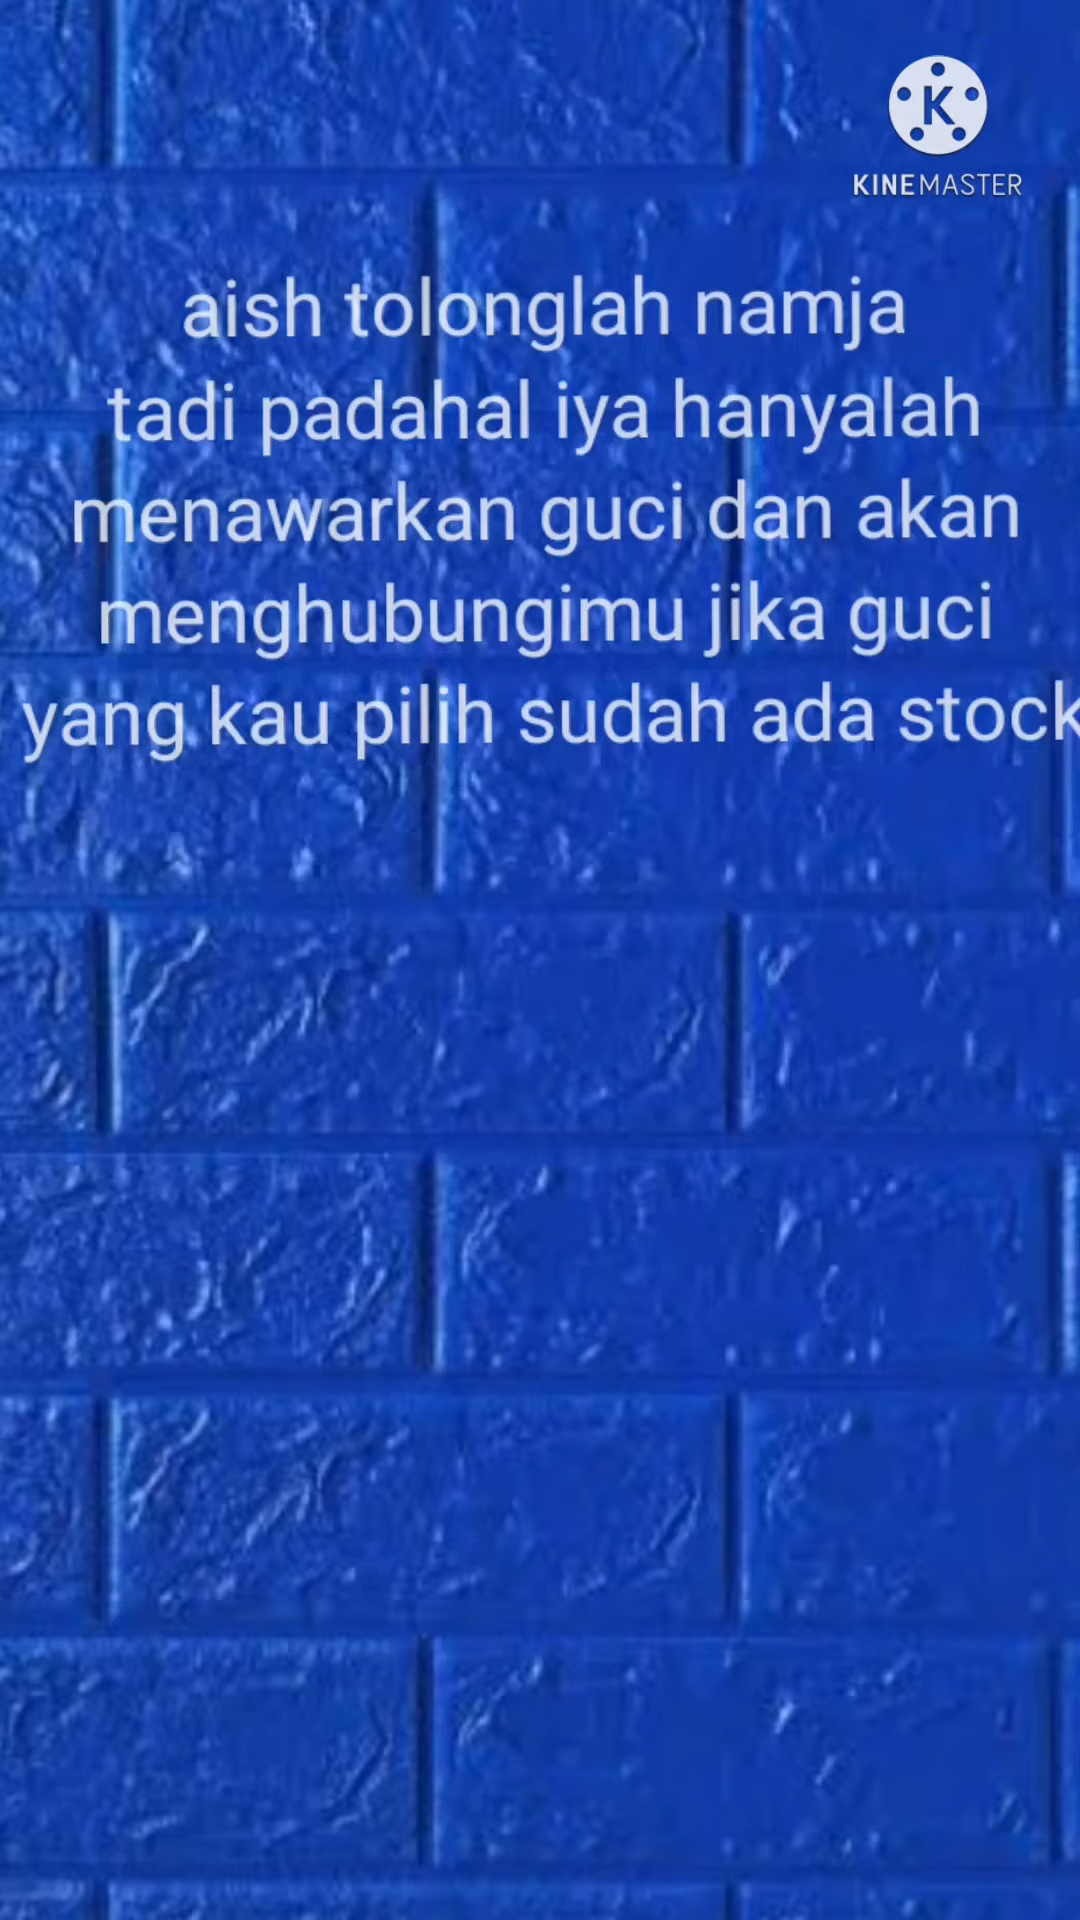 KINEMASTER
aish tolonglah namja
tadi padahal iya hanyalah
menawarkan guci dan akan
menghubungimu jika guci
yang kau pilih sudah ada stock